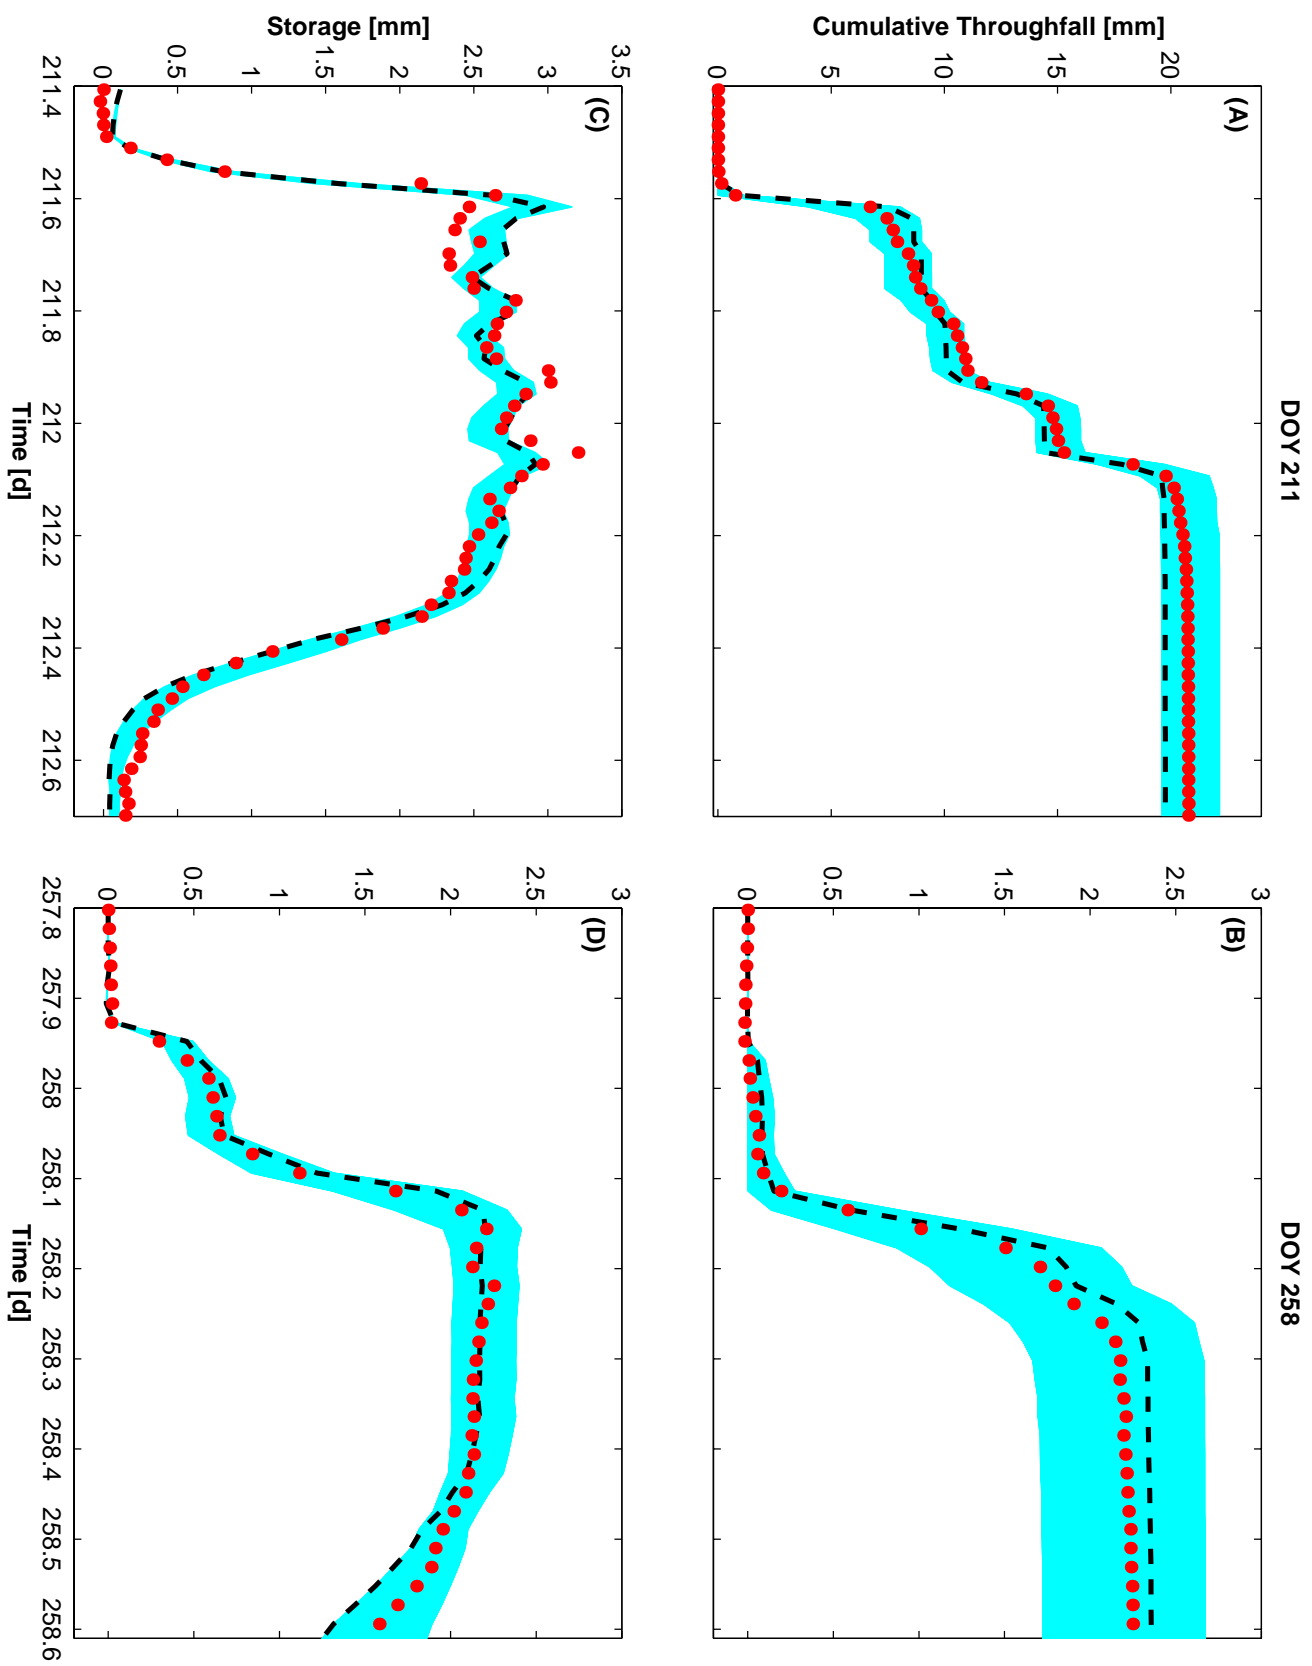 DOY 211
DOY 258
Cumulative Throughfall [mm]
(A)
20
15
10
5
0
(B)
3
2.5
2
1.5
1
0.5
0
Storage [mm]
(C)
3.5
3
2.5
2
1.5
1
0.5
0
211.4 211.6 211.8 212 212.2 212.4 212.6
Time [d]
(D)
3
2.5
2
1.5
1
0.5
0
257.8 257.9 258 258.1 258.2 258.3 258.4 258.5 258.6
Time [d]